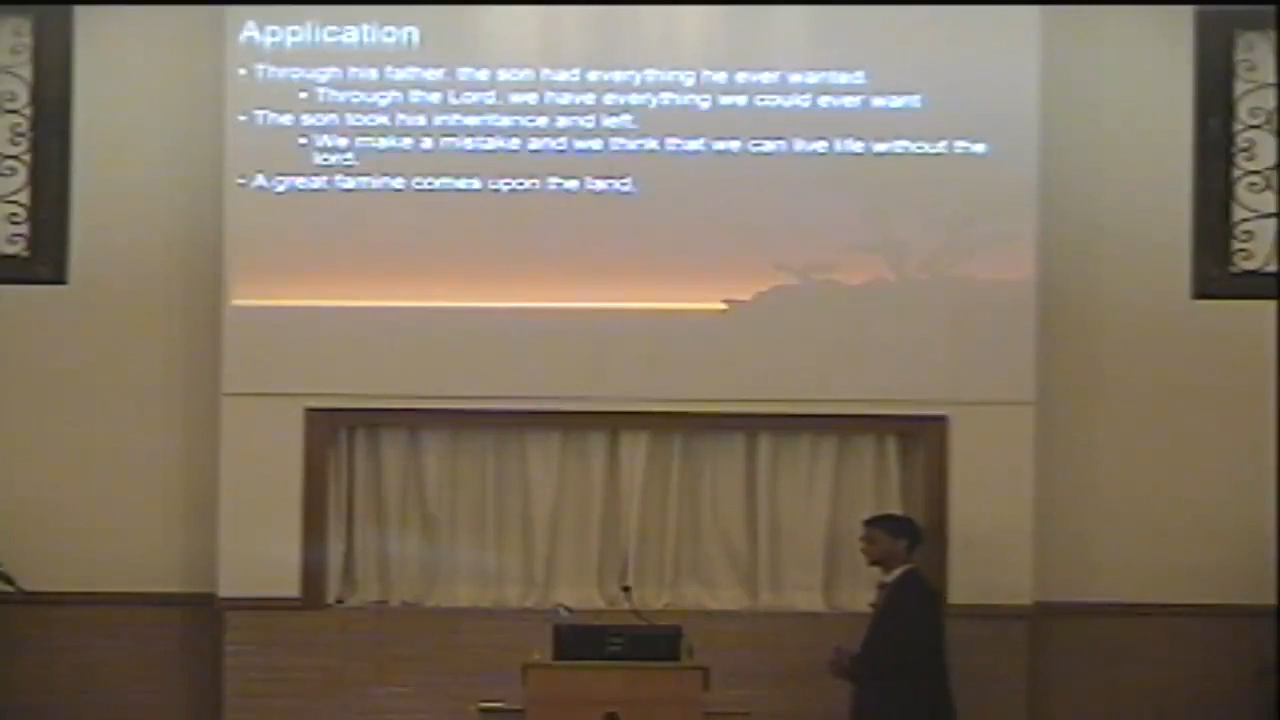 Application
• Through his father, the son had everything he ever wanted.
• Through the Lord, we have everything we could ever want
• The son took his inheritance and left.
• We make a mistake and we think that we can live life without the
lord.
• A great famine comes upon the land.